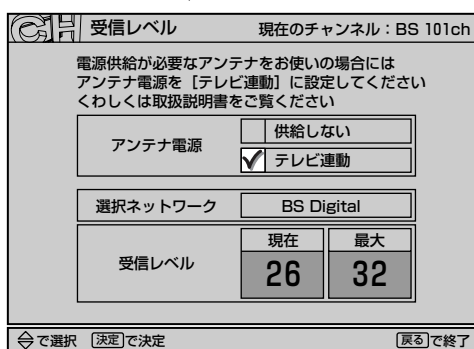 CH 受信レベル 現在のチャンネル：BS 101ch
電源供給が必要なアンテナをお使いの場合には
アンテナ電源を［テレビ連動］に設定してください
くわしくは取扱説明書をご覧ください
アンテナ電源
供給しない
テレビ連動
選択ネットワーク BS Digital
受信レベル
現在 最大
26 32
で選択 決定で決定 戻るで終了